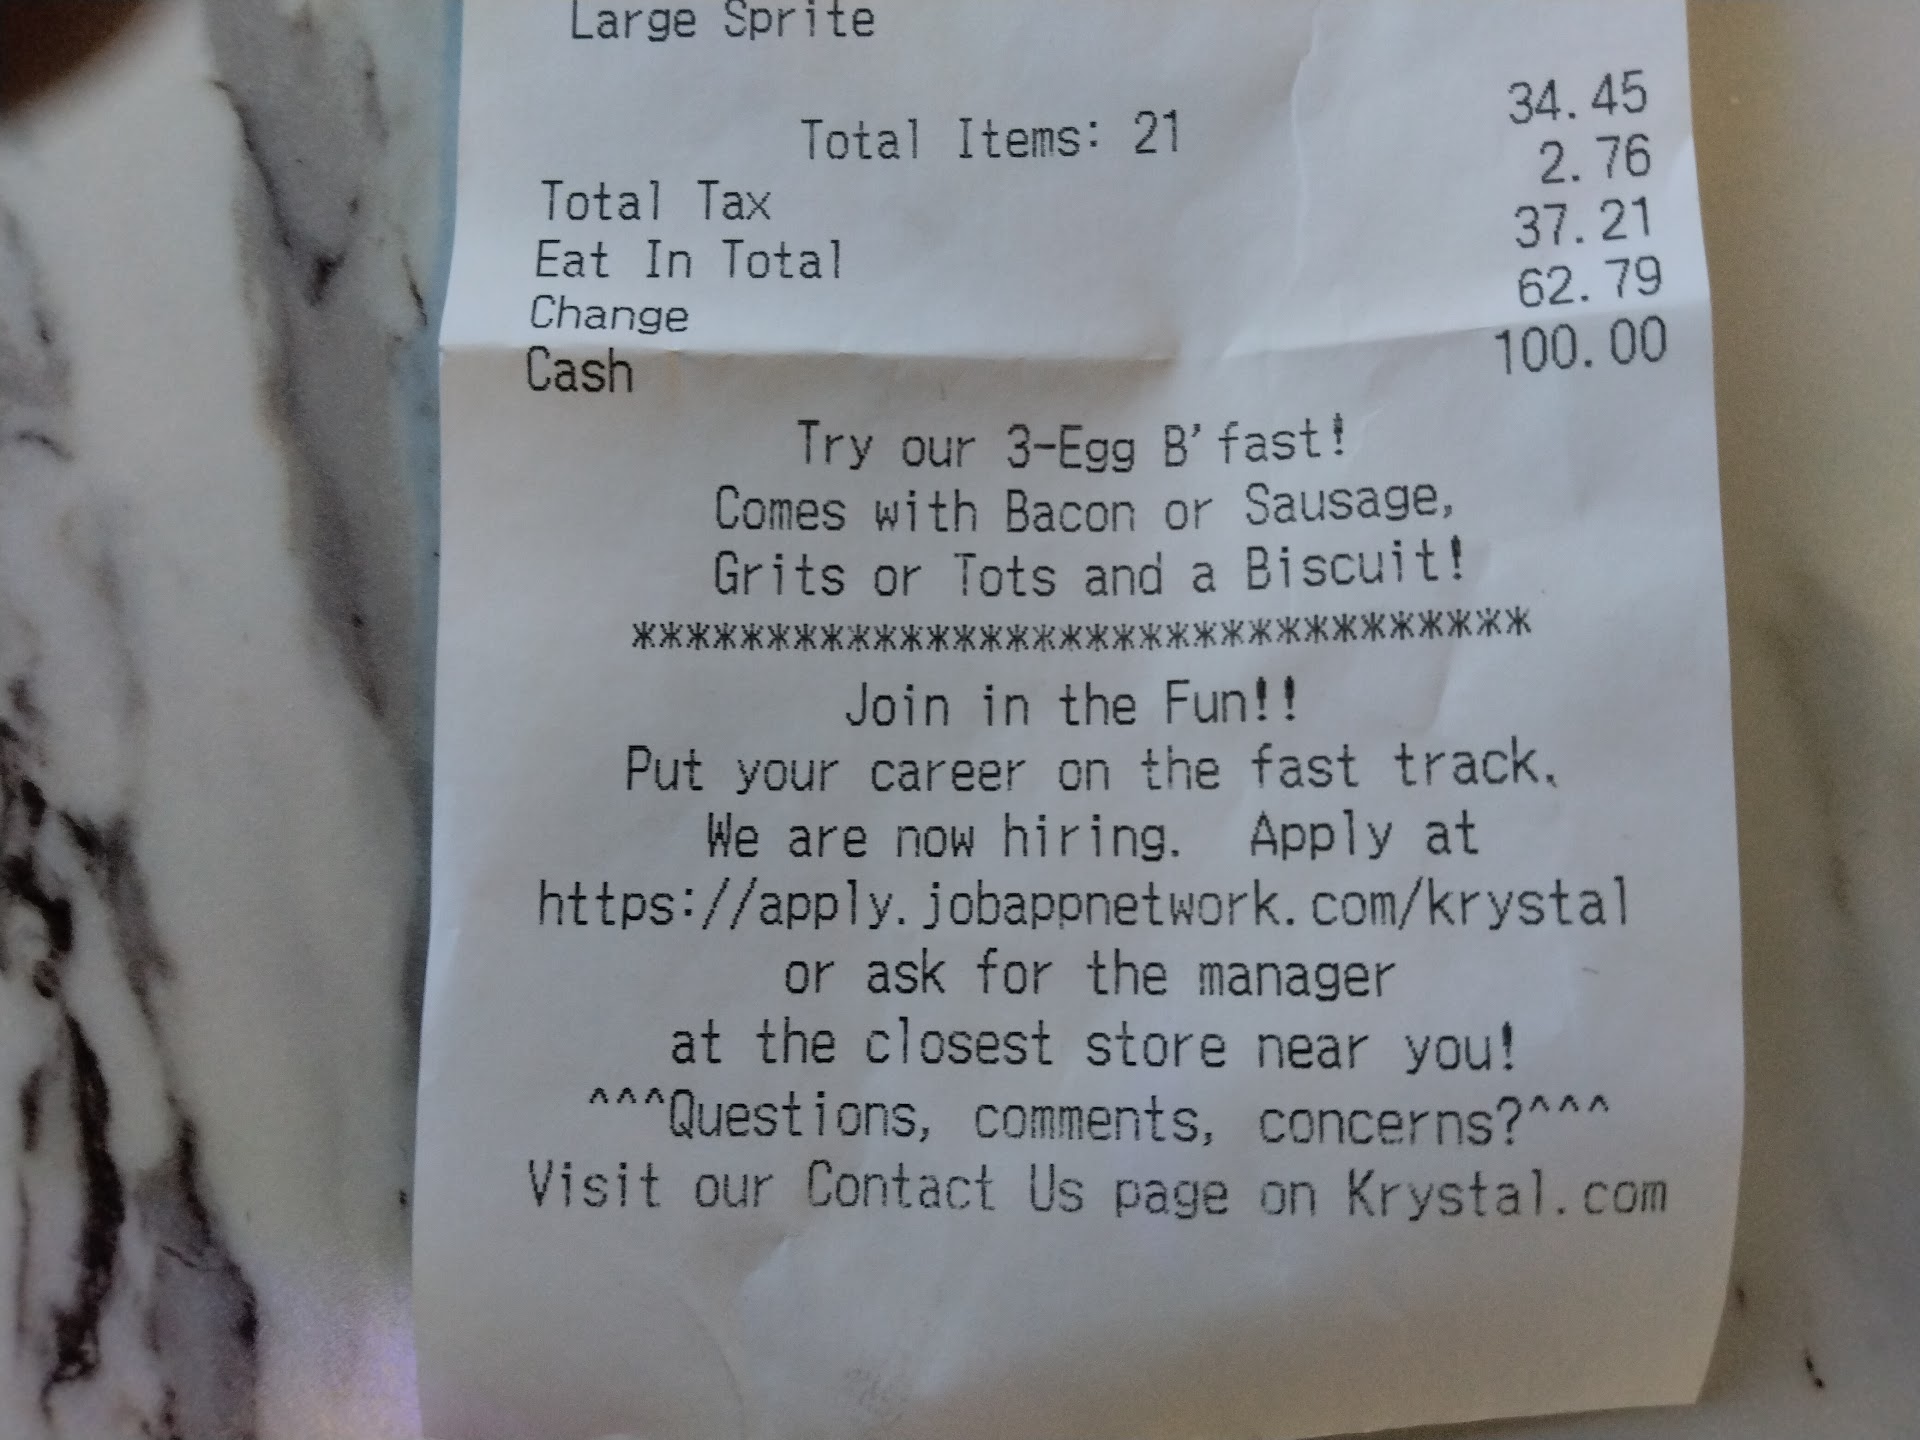 Large Sprite
34.45
Total Items: 21
Total Tax 2.76
Eat In Total 37.21
Change 62.79
Cash 100.00
Try our 3-Egg B'fast!
Comes with Bacon or Sausage,
Grits or Tots and a Biscuit!
**********************************
Join in the Fun!!
Put your career on the fast track.
We are now hiring. Apply at
https://apply.jobappnetwork.com/krystal
or ask for the manager
at the closest store near you!
^^^Questions, comments, concerns?^^^
Visit our Contact Us page on Krystal.com